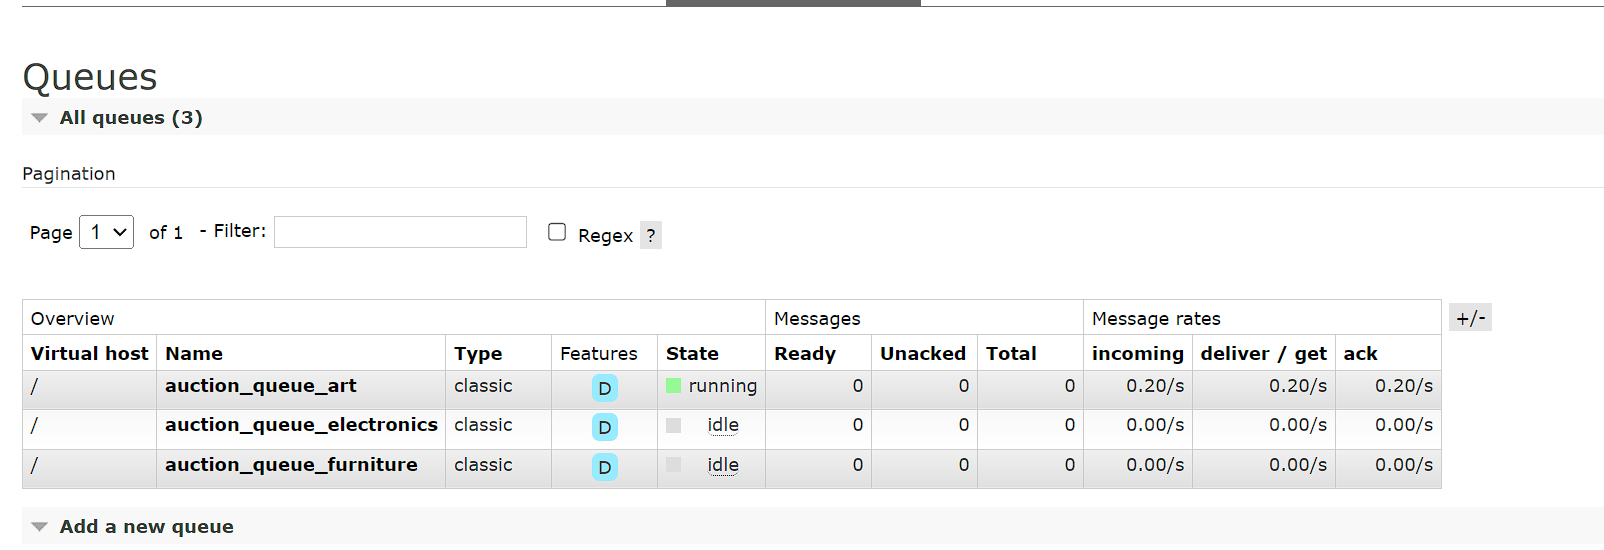 Queues
All queues (3)
Pagination
Page 1 of 1 - Filter: Regex ?
Overview Messages Message rates +/-
Virtual host Name Type Features State Ready Unacked Total incoming deliver / get ack
/ auction_queue_art classic D running 0 0 0 0.20/s 0.20/s 0.20/s
/ auction_queue_electronics classic D idle 0 0 0 0.00/s 0.00/s 0.00/s
/ auction_queue_furniture classic D idle 0 0 0 0.00/s 0.00/s 0.00/s
Add a new queue